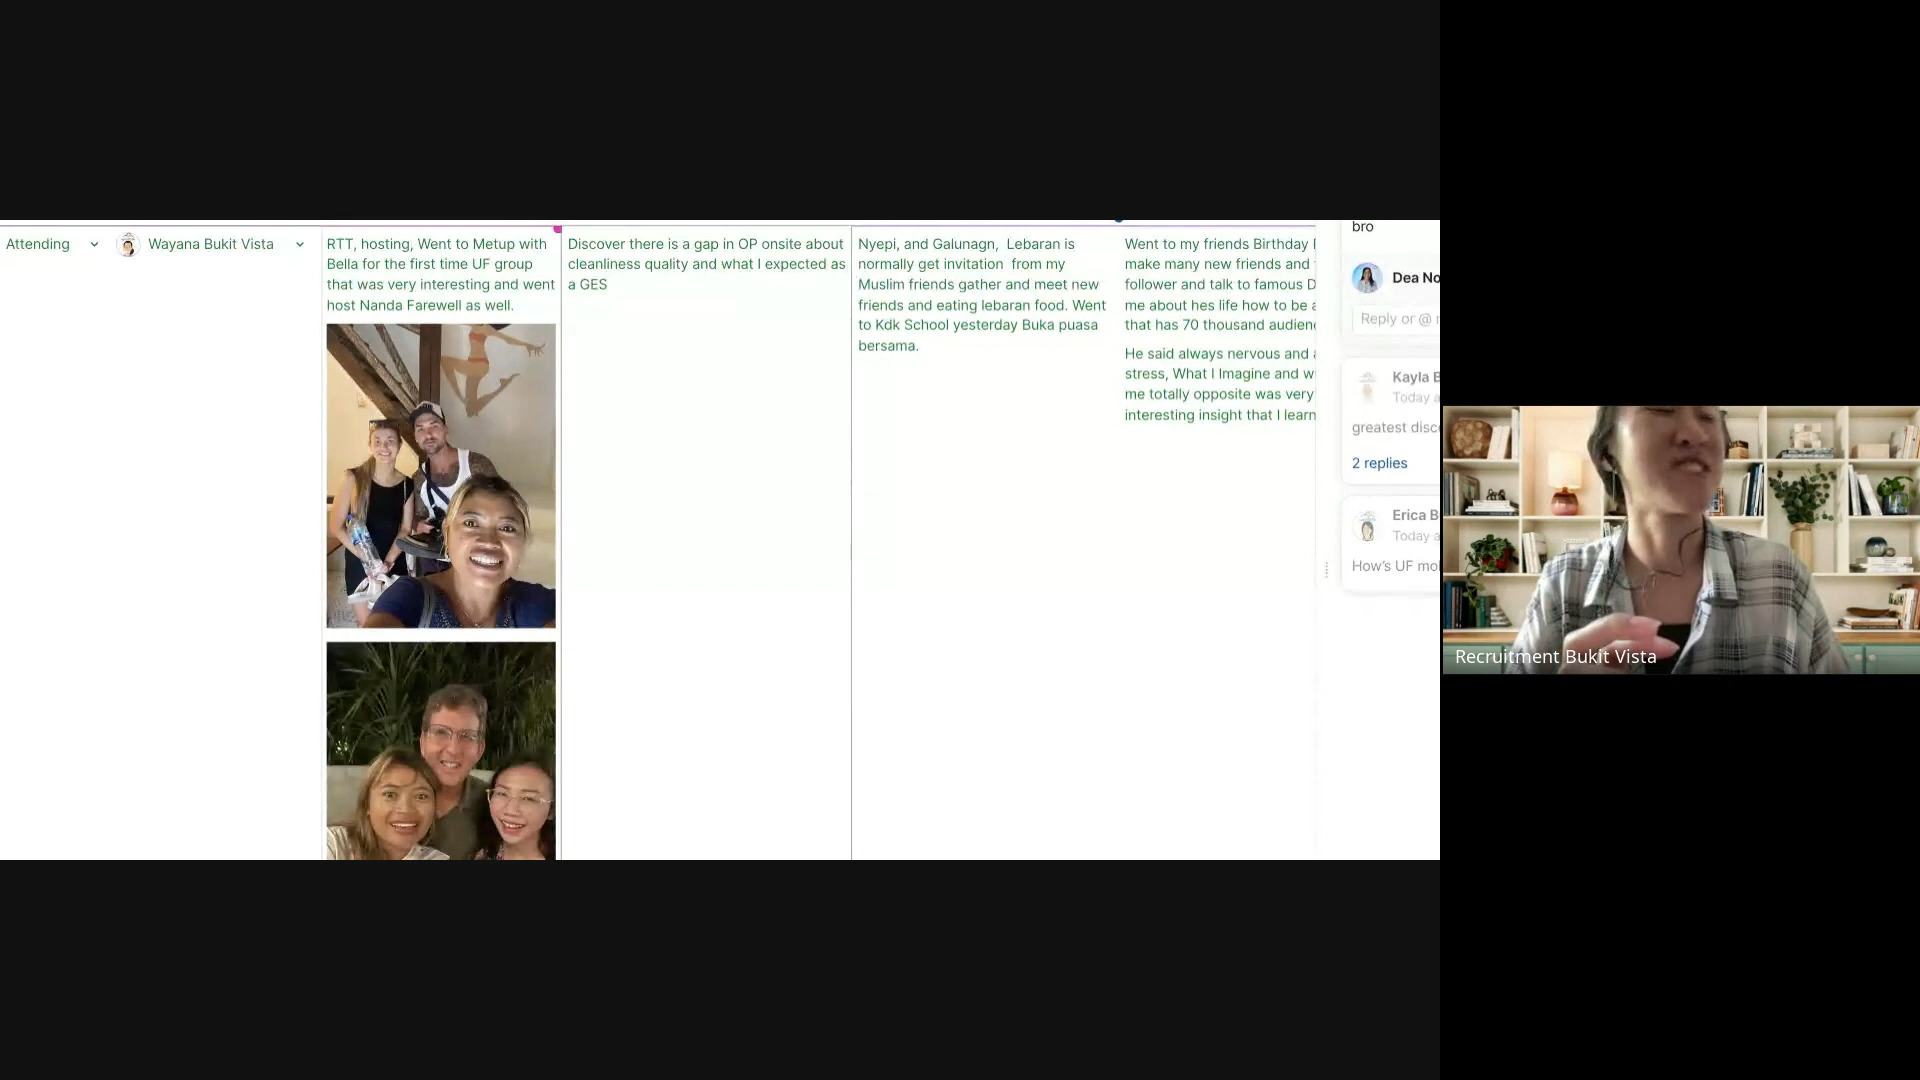 Attending
Wayana Bukit Vista
RTT, hosting, Went to Metup with
Bella for the first time UF group
that was very interesting and went
host Nanda Farewell as well.
Discover there is a gap in OP onsite about
cleanliness quality and what I expected as
a GES
Nyepi, and Galunagn, Lebaran is
normally get invitation from my
Muslim friends gather and meet new
friends and eating lebaran food. Went
to Kdk School yesterday Buka puasa
bersama.
Went to my friends Birthday
make many new friends and
follower and talk to famous D
me about hes life how to be a
that has 70 thousand audien
He said always nervous and a
stress, What I Imagine and w
me totally opposite was very
interesting insight that I learn
bro
Dea No
Reply or @
Kayla B
Today a
greatest disc
2 replies
Erica B
Today a
How's UF mo
Recruitment Bukit Vista